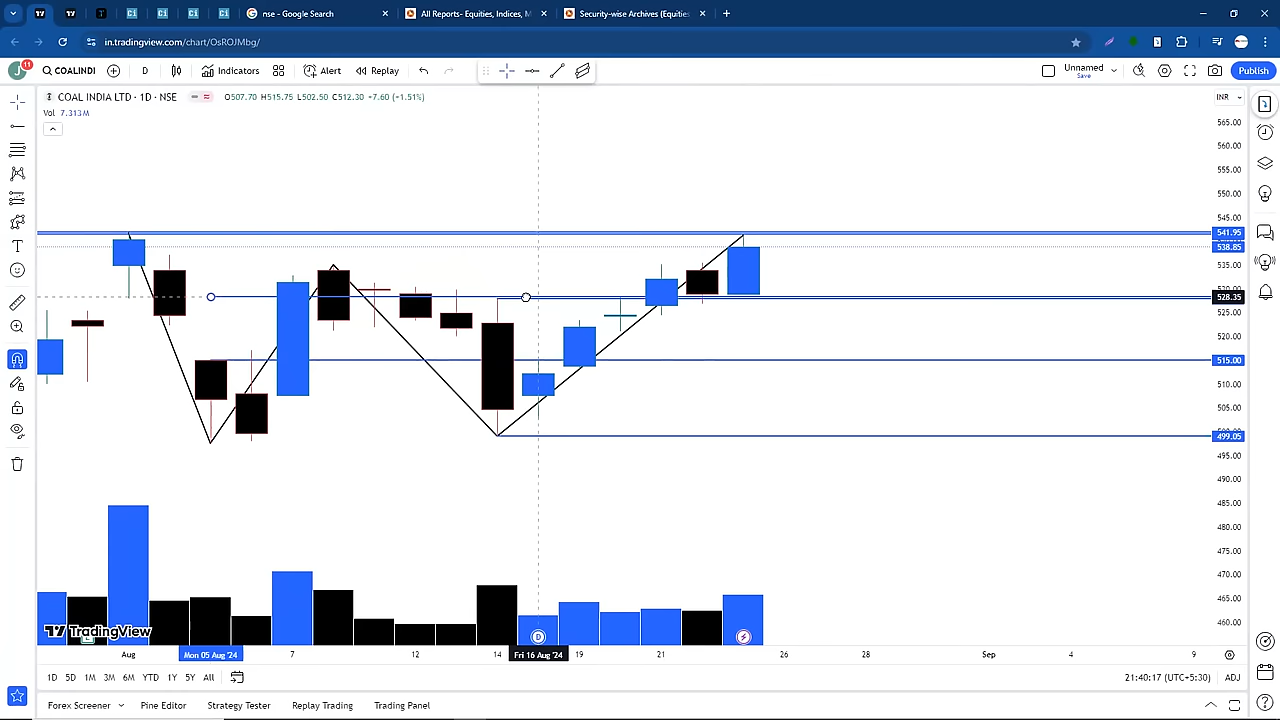 nse - Google Search
All Reports- Equities, Indices, M
Security-wise Archives (Equities
in.tradingview.com/chart/OsROJMbg/
J
11
COALINDI
D
Indicators
Alert
Replay
Unnamed
Save
Publish
COAL INDIA LTD · 1D · NSE
O507.70 H515.75 L502.50 C512.30 +7.60 (+1.51%)
INR
Vol 7.313M
565.00
560.00
555.00
550.00
545.00
541.95
538.85
535.00
528.35
525.00
520.00
515.00
510.00
505.00
499.05
495.00
490.00
485.00
480.00
475.00
470.00
465.00
460.00
TradingView
D
Aug
Mon 05 Aug '24
7
12
14
Fri 16 Aug '24
19
21
26
28
Sep
4
9
1D 5D 1M 3M 6M YTD 1Y 5Y All
21:40:17 (UTC+5:30)
ADJ
Forex Screener
Pine Editor
Strategy Tester
Replay Trading
Trading Panel